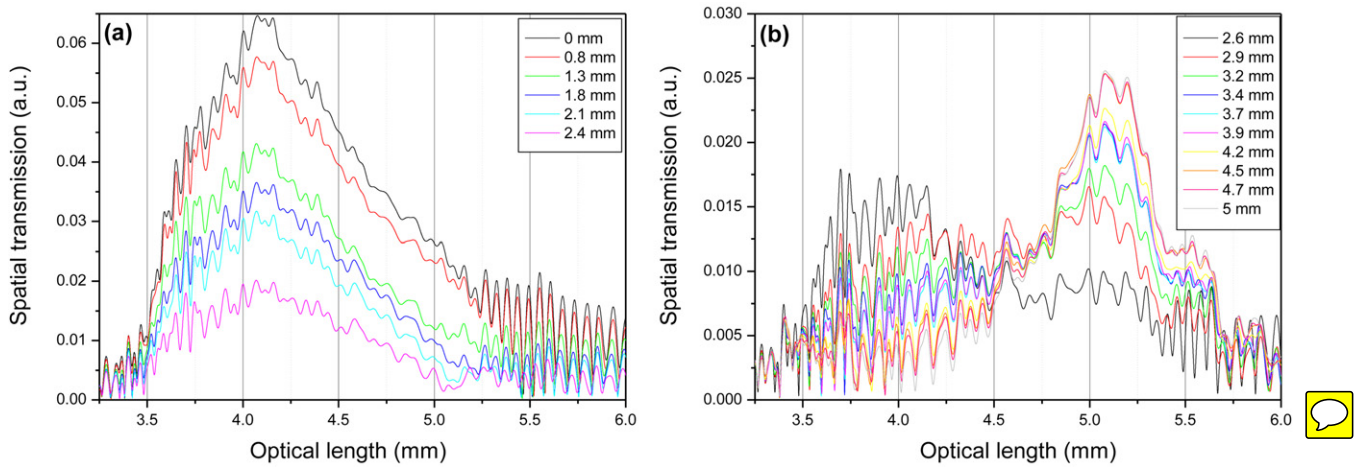 (a)
0 mm
0.8 mm
1.3 mm
1.8 mm
2.1 mm
2.4 mm
Spatial transmission (a.u.)
0.06
0.05
0.04
0.03
0.02
0.01
0.00
3.5 4.0 4.5 5.0 5.5 6.0
Optical length (mm)
(b)
2.6 mm
2.9 mm
3.2 mm
3.4 mm
3.7 mm
3.9 mm
4.2 mm
4.5 mm
4.7 mm
5 mm
Spatial transmission (a.u.)
0.030
0.025
0.020
0.015
0.010
0.005
0.000
3.5 4.0 4.5 5.0 5.5 6.0
Optical length (mm)